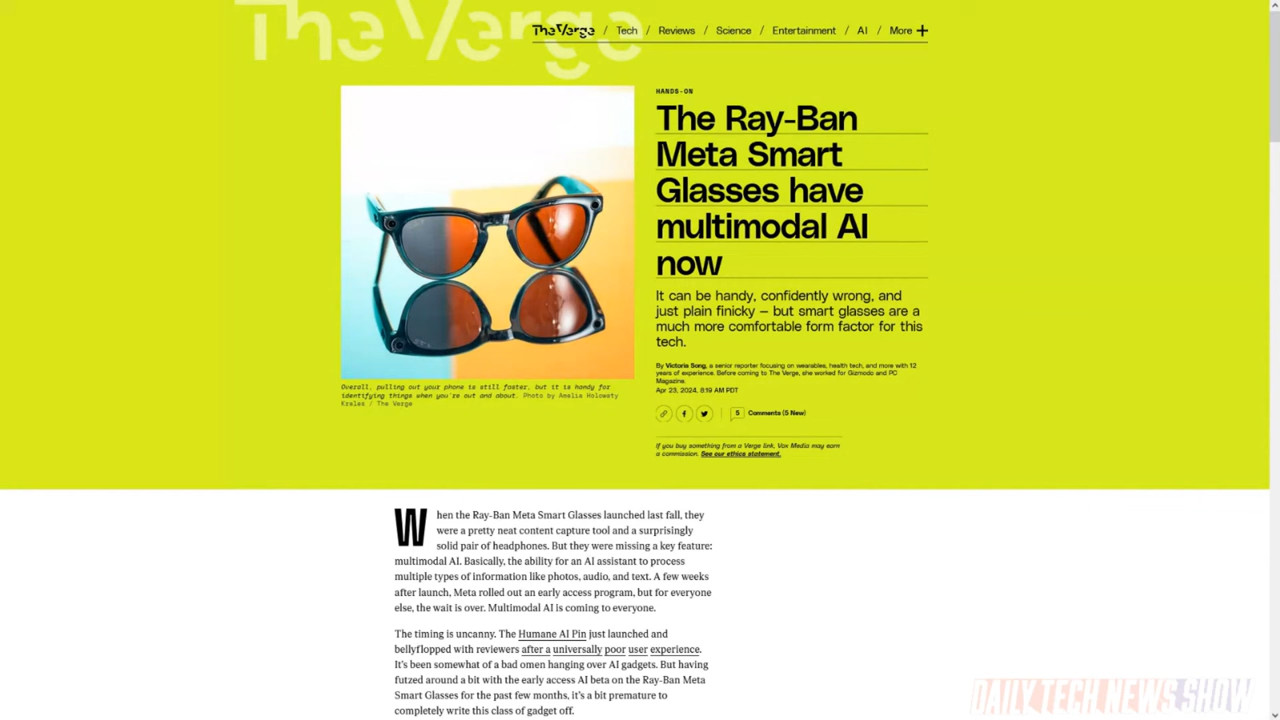 The Verge
The Verge / Tech / Reviews / Science / Entertainment / AI / More +
HANDS-ON
The Ray-Ban
Meta Smart
Glasses have
multimodal AI
now
It can be handy, confidently wrong, and
just plain finicky — but smart glasses are a
much more comfortable form factor for this
tech.
By Victoria Song, a senior reporter focusing on wearables, health tech, and more with 12
years of experience. Before coming to The Verge, she worked for Gizmodo and PC
Magazine.
Apr 23, 2024, 8:19 AM PDT
5 Comments (5 New)
If you buy something from a Verge link, Vox Media may earn
a commission. See our ethics statement.
Overall, pulling out your phone is still faster, but it is handy for
identifying things when you're out and about. Photo by Amelia Holowaty
Krales / The Verge
When the Ray-Ban Meta Smart Glasses launched last fall, they
were a pretty neat content capture tool and a surprisingly
solid pair of headphones. But they were missing a key feature:
multimodal AI. Basically, the ability for an AI assistant to process
multiple types of information like photos, audio, and text. A few weeks
after launch, Meta rolled out an early access program, but for everyone
else, the wait is over. Multimodal AI is coming to everyone.
The timing is uncanny. The Humane AI Pin just launched and
bellyflopped with reviewers after a universally poor user experience.
It's been somewhat of a bad omen hanging over AI gadgets. But having
futzed around a bit with the early access AI beta on the Ray-Ban Meta
Smart Glasses for the past few months, it's a bit premature to
completely write this class of gadget off.
DAILY TECH NEWS SHOW